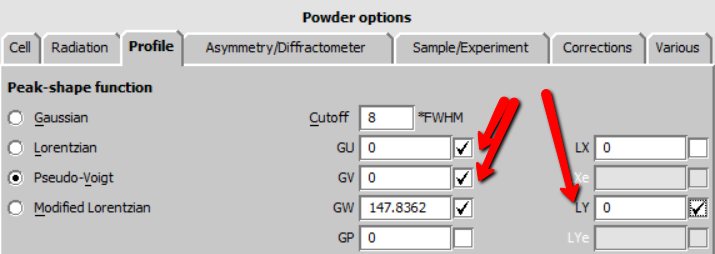 Powder options
Cell Radiation Profile Asymmetry/Diffractometer Sample/Experiment Corrections Various
Peak-shape function
Gaussian Cutoff 8 *FWHM
Lorentzian GU 0 LX 0
Pseudo-Voigt GV 0 Xe
Modified Lorentzian GW 147.8362 LY 0
GP 0 LYe